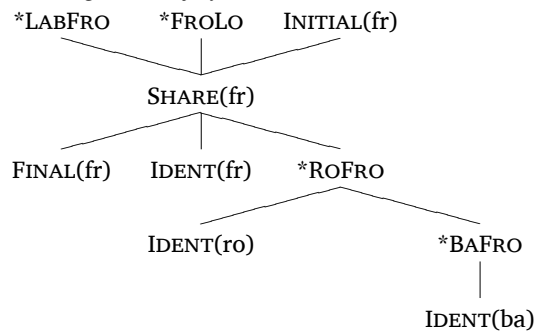 *LABFRO *FROLO INITIAL(fr)
SHARE(fr)
FINAL(fr) IDENT(fr) *ROFRO
IDENT(ro) *BAFRO
IDENT(ba)